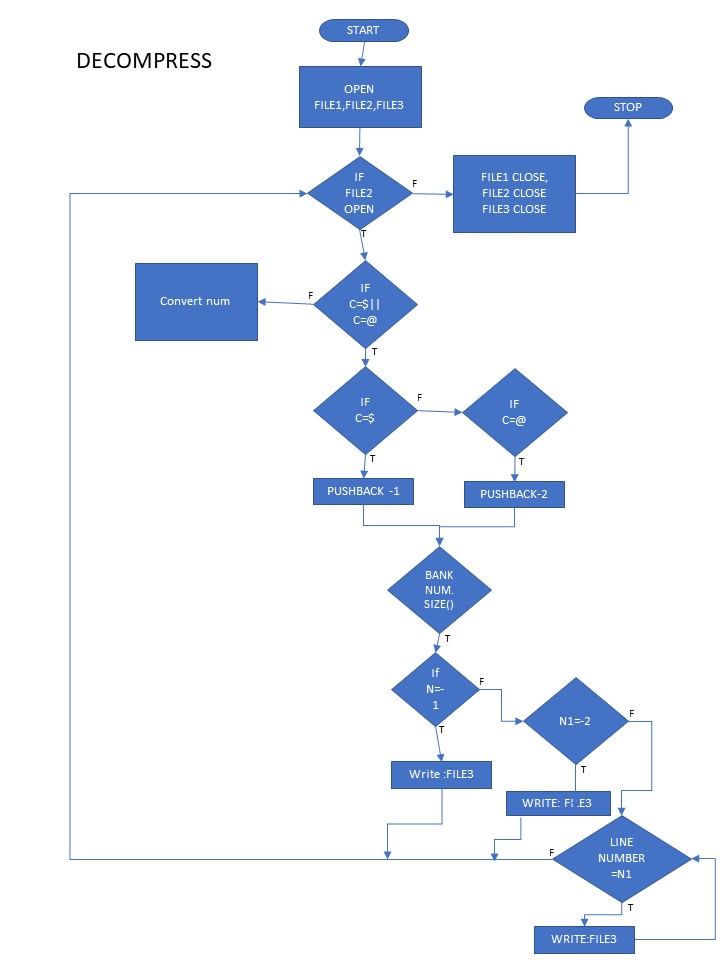 START
DECOMPRESS
OPEN
FILE1,FILE2,FILE3
STOP
IF
FILE2
OPEN
F
FILE1 CLOSE,
FILE2 CLOSE
FILE3 CLOSE
T
Convert num
F
IF
C=$||
C=@
T
IF
C=$
F
IF
C=@
T
T
PUSHBACK -1
PUSHBACK-2
BANK
NUM.
SIZE()
T
If
N=-
1
F
N1=-2
F
T
T
Write :FILE3
WRITE: FILE3
LINE
NUMBER
=N1
F
T
WRITE:FILE3